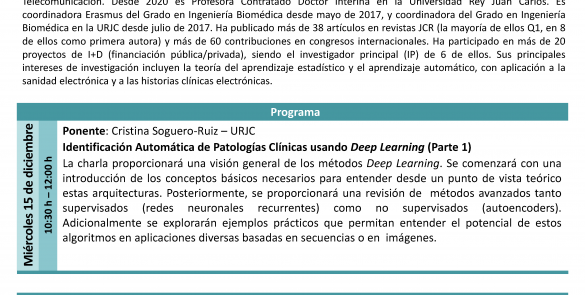 Telecomunicación. Desde 2020 es Profesora Contratado Doctor Interina en la Universidad Rey Juan Carlos. Es
coordinadora Erasmus del Grado en Ingeniería Biomédica desde mayo de 2017, y coordinadora del Grado en Ingeniería
Biomédica en la URJC desde julio de 2017. Ha publicado más de 38 artículos en revistas JCR (la mayoría de ellos Q1, en 8
de ellos como primera autora) y más de 60 contribuciones en congresos internacionales. Ha participado en más de 20
proyectos de I+D (financiación pública/privada), siendo el investigador principal (IP) de 6 de ellos. Sus principales
intereses de investigación incluyen la teoría del aprendizaje estadístico y el aprendizaje automático, con aplicación a la
sanidad electrónica y a las historias clínicas electrónicas.
Programa
Miércoles 15 de diciembre
10:30 h – 12:00 h
Ponente: Cristina Soguero-Ruiz – URJC
Identificación Automática de Patologías Clínicas usando Deep Learning (Parte 1)
La charla proporcionará una visión general de los métodos Deep Learning. Se comenzará con una
introducción de los conceptos básicos necesarios para entender desde un punto de vista teórico
estas arquitecturas. Posteriormente, se proporcionará una revisión de métodos avanzados tanto
supervisados (redes neuronales recurrentes) como no supervisados (autoencoders).
Adicionalmente se explorarán ejemplos prácticos que permitan entender el potencial de estos
algoritmos en aplicaciones diversas basadas en secuencias o en imágenes.